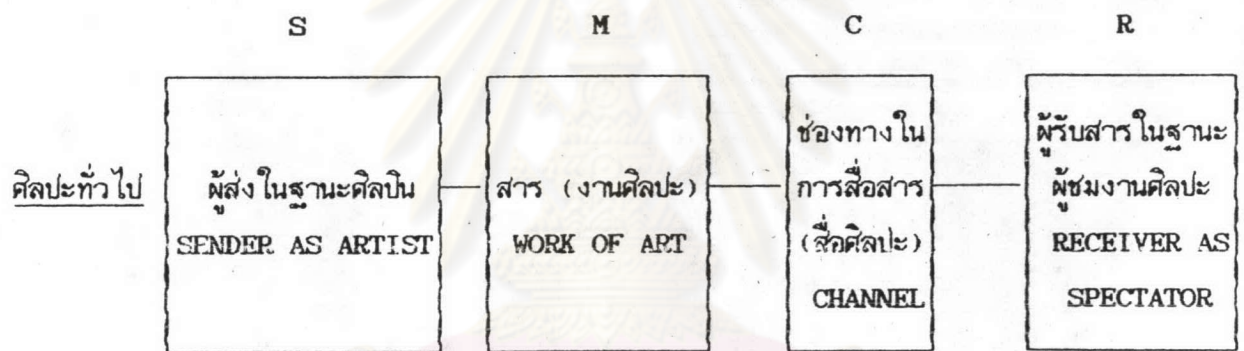 S M C R
ศิลปะทั่วไป
ผู้ส่งในฐานะศิลปิน
SENDER AS ARTIST
สาร (งานศิลปะ)
WORK OF ART
ช่องทางใน
การสื่อสาร
(สื่อศิลปะ)
CHANNEL
ผู้รับสารในฐานะ
ผู้ชมงานศิลปะ
RECEIVER AS
SPECTATOR